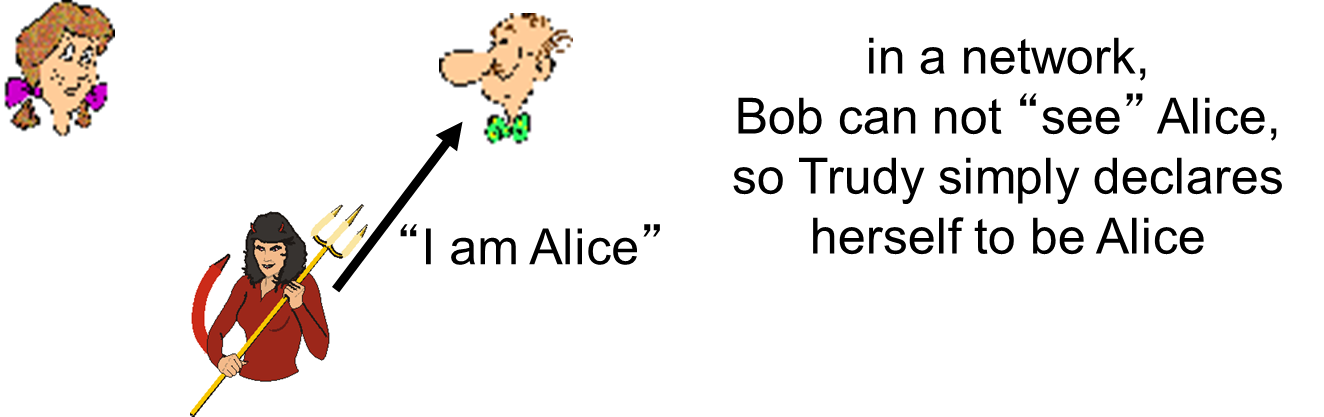 in a network,
Bob can not “see” Alice,
so Trudy simply declares
herself to be Alice
“I am Alice”